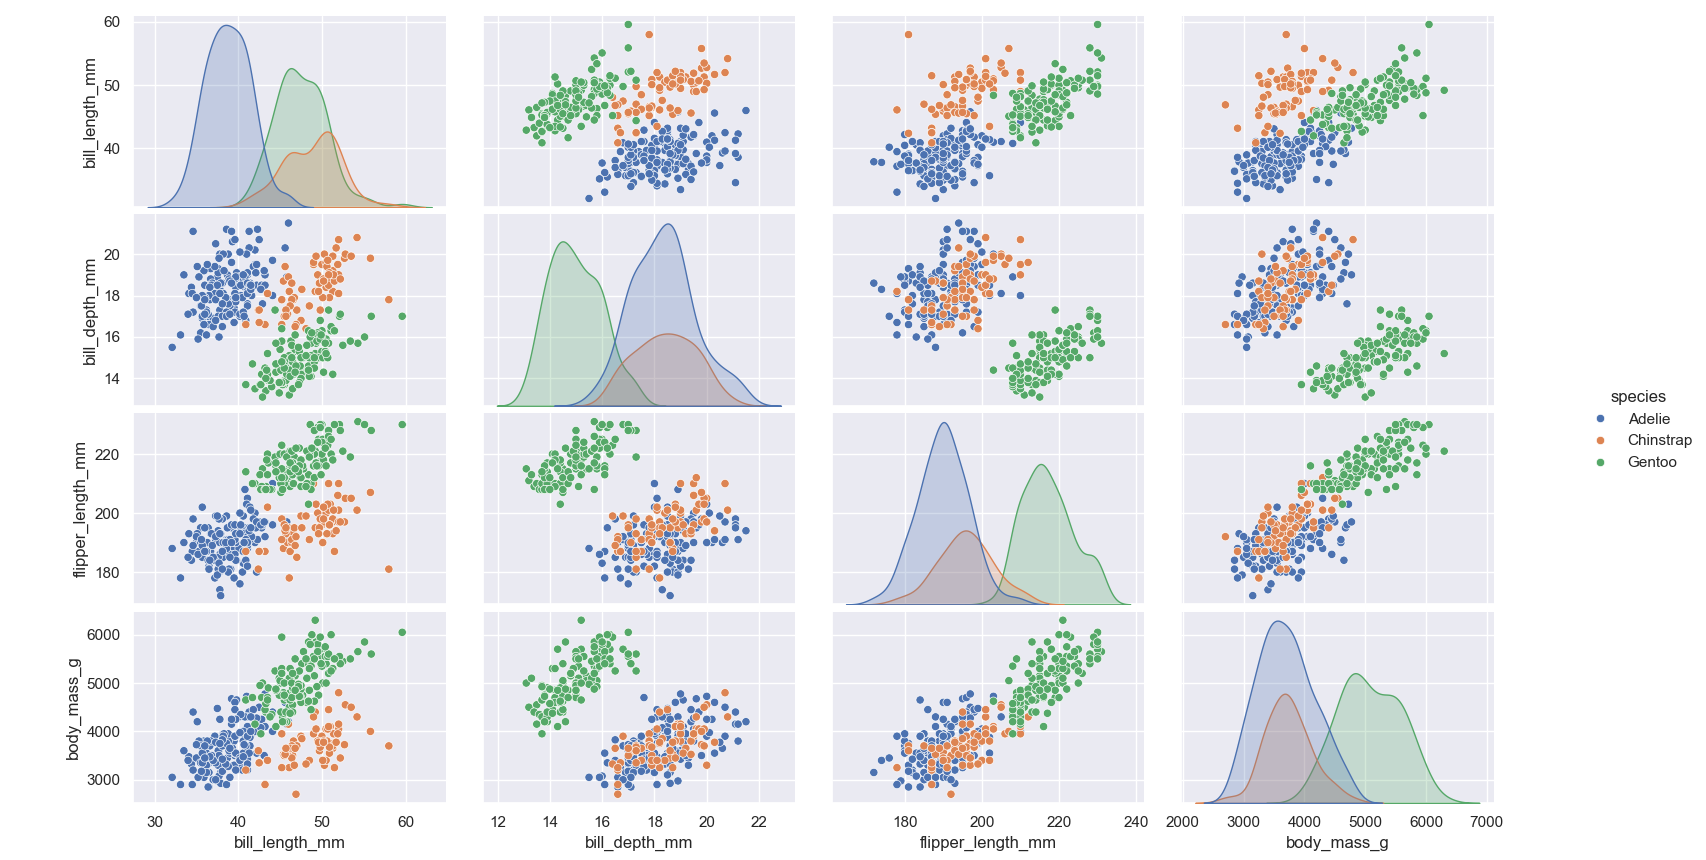 60
50
40
bill_length_mm
20
18
16
14
bill_depth_mm
220
200
180
flipper_length_mm
6000
5000
4000
3000
body_mass_g
30 40 50 60
bill_length_mm
12 14 16 18 20 22
bill_depth_mm
180 200 220 240
flipper_length_mm
2000 3000 4000 5000 6000 7000
body_mass_g
species
Adelie
Chinstrap
Gentoo